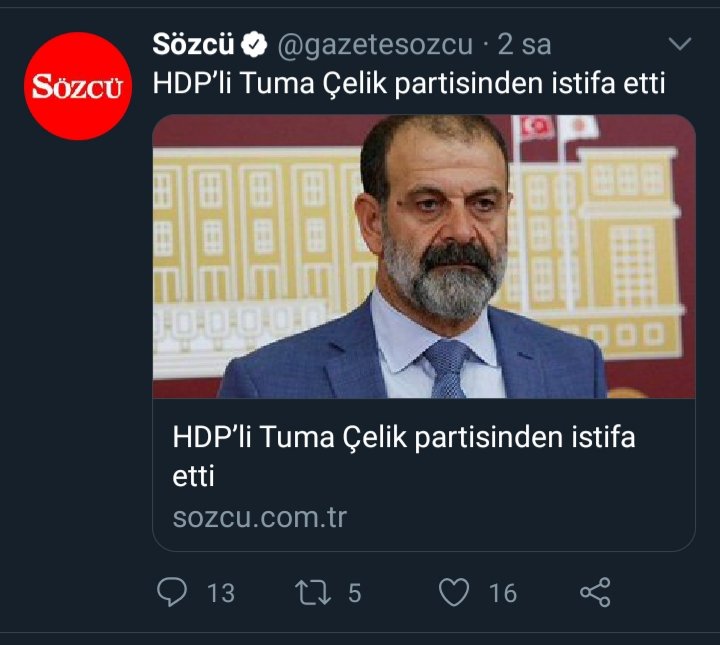 Sözcü @gazetesozcu · 2 sa
SÖZCÜ
HDP’li Tuma Çelik partisinden istifa etti
HDP’li Tuma Çelik partisinden istifa
etti
sozcu.com.tr
13 5 16